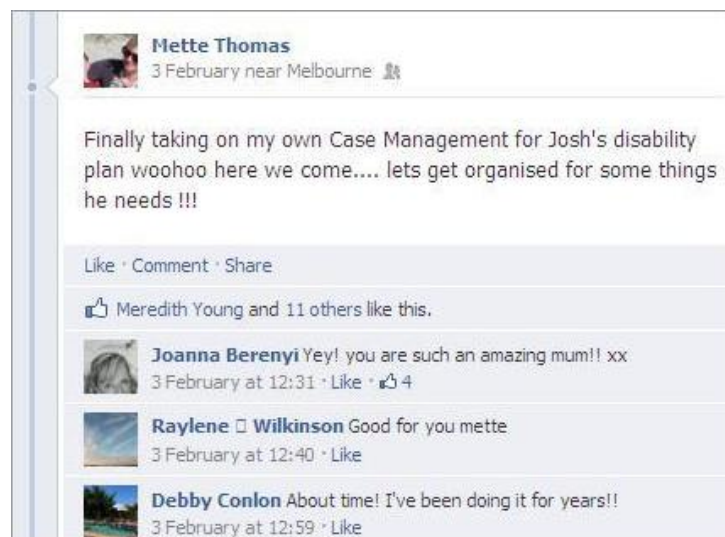 Mette Thomas
3 February near Melbourne
Finally taking on my own Case Management for Josh's disability
plan woohoo here we come.... lets get organised for some things
he needs !!!
Like · Comment · Share
Meredith Young and 11 others like this.
Joanna Berenyi Yey! you are such an amazing mum!! xx
3 February at 12:31 · Like · 4
Raylene □ Wilkinson Good for you mette
3 February at 12:40 · Like
Debby Conlon About time! I've been doing it for years!!
3 February at 12:59 · Like